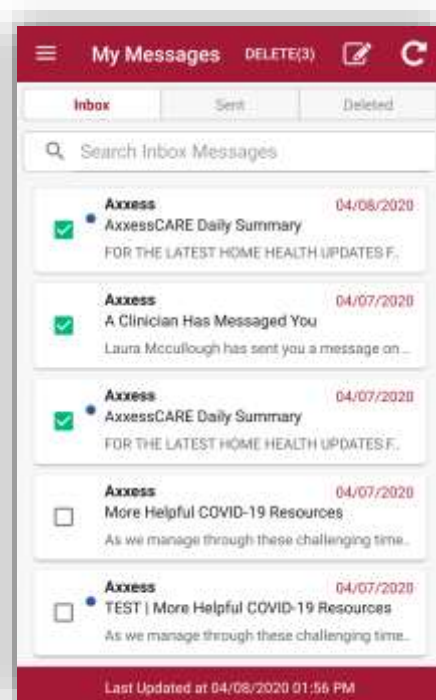 My Messages DELETE(3)
Inbox Sent Deleted
Search Inbox Messages
Axxess 04/08/2020
AxxessCARE Daily Summary
FOR THE LATEST HOME HEALTH UPDATES F..
Axxess 04/07/2020
A Clinician Has Messaged You
Laura Mccullough has sent you a message on ...
Axxess 04/07/2020
AxxessCARE Daily Summary
FOR THE LATEST HOME HEALTH UPDATES F..
Axxess 04/07/2020
More Helpful COVID-19 Resources
As we manage through these challenging time..
Axxess 04/07/2020
TEST | More Helpful COVID-19 Resources
As we manage through these challenging time..
Last Updated at 04/08/2020 01:56 PM